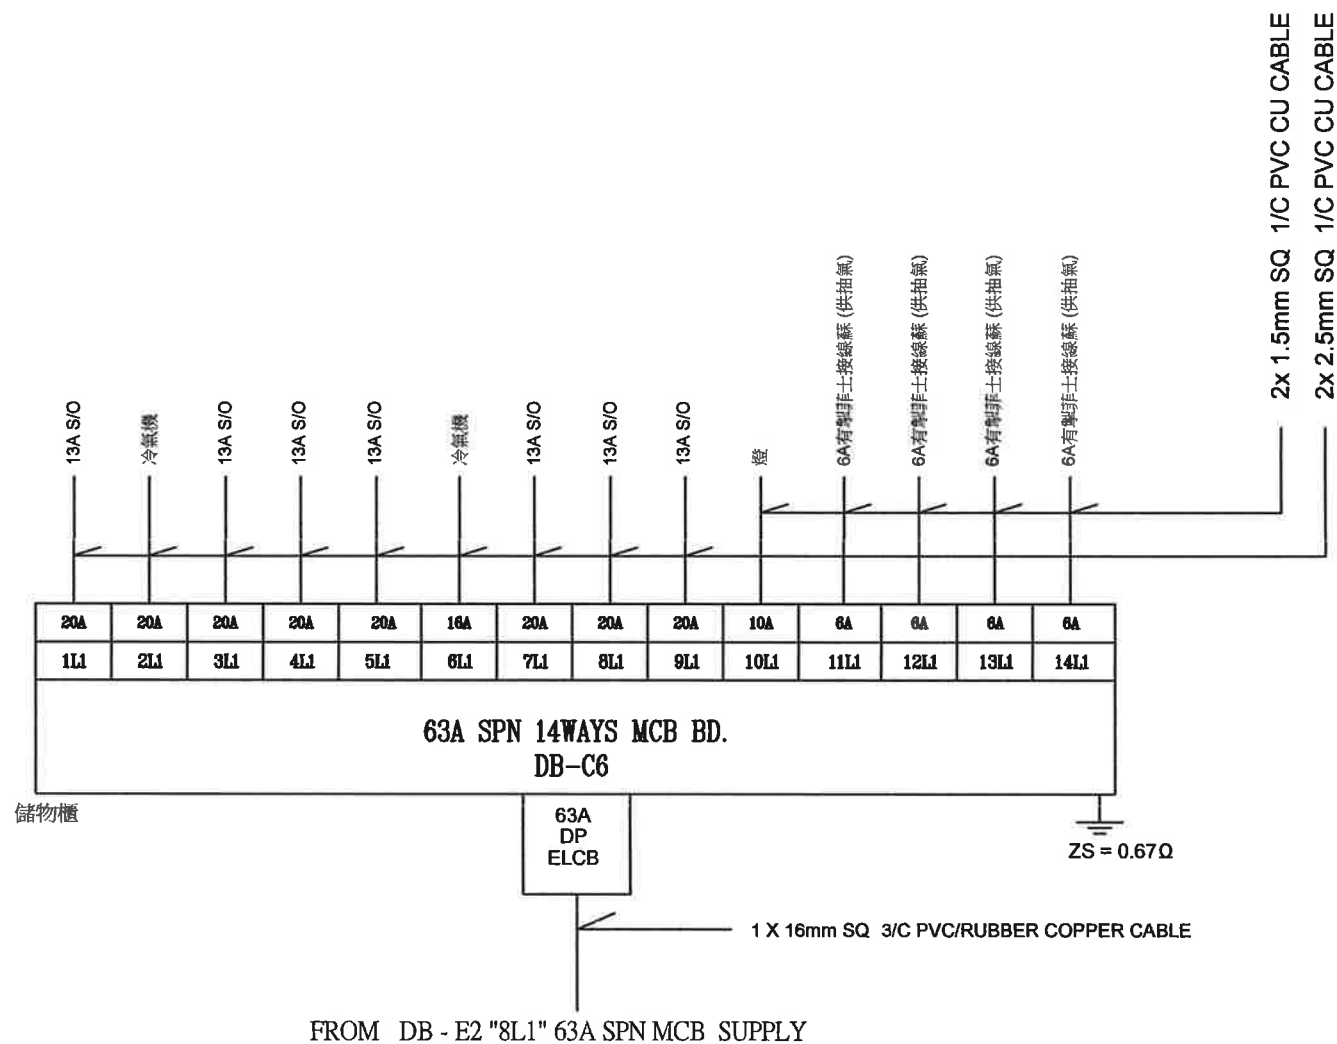 2x 1.5mm SQ 1/C PVC CU CABLE
2x 2.5mm SQ 1/C PVC CU CABLE
13A S/O
冷氣機
13A S/O
13A S/O
13A S/O
冷氣機
13A S/O
13A S/O
13A S/O
燈
6A有掣菲士接線蘇 (供抽氣)
6A有掣菲士接線蘇 (供抽氣)
6A有掣菲士接線蘇 (供抽氣)
6A有掣菲士接線蘇 (供抽氣)
20A 20A 20A 20A 20A 16A 20A 20A 20A 10A 6A 6A 6A 6A
1L1 2L1 3L1 4L1 5L1 6L1 7L1 8L1 9L1 10L1 11L1 12L1 13L1 14L1
63A SPN 14WAYS MCB BD.
DB-C6
儲物櫃
63A
DP
ELCB
ZS = 0.67Ω
1 X 16mm SQ 3/C PVC/RUBBER COPPER CABLE
FROM DB - E2 "8L1" 63A SPN MCB SUPPLY